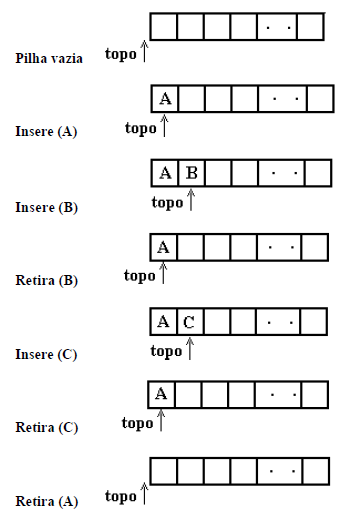 Pilha vazia topo
A
Insere (A) topo
A B
Insere (B) topo
A
Retira (B) topo
A C
Insere (C) topo
A
Retira (C) topo
Retira (A) topo